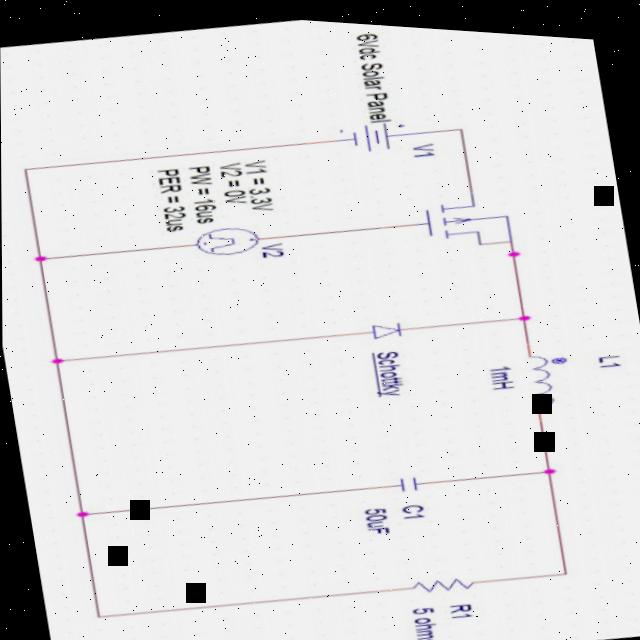 6Vdc Solar Panel
V1
V1 = 3.3V
V2 = 0V
PW = 16us
PER = 32us
V2
Schottky
L1
1mH
C1
50uF
R1
5 ohm